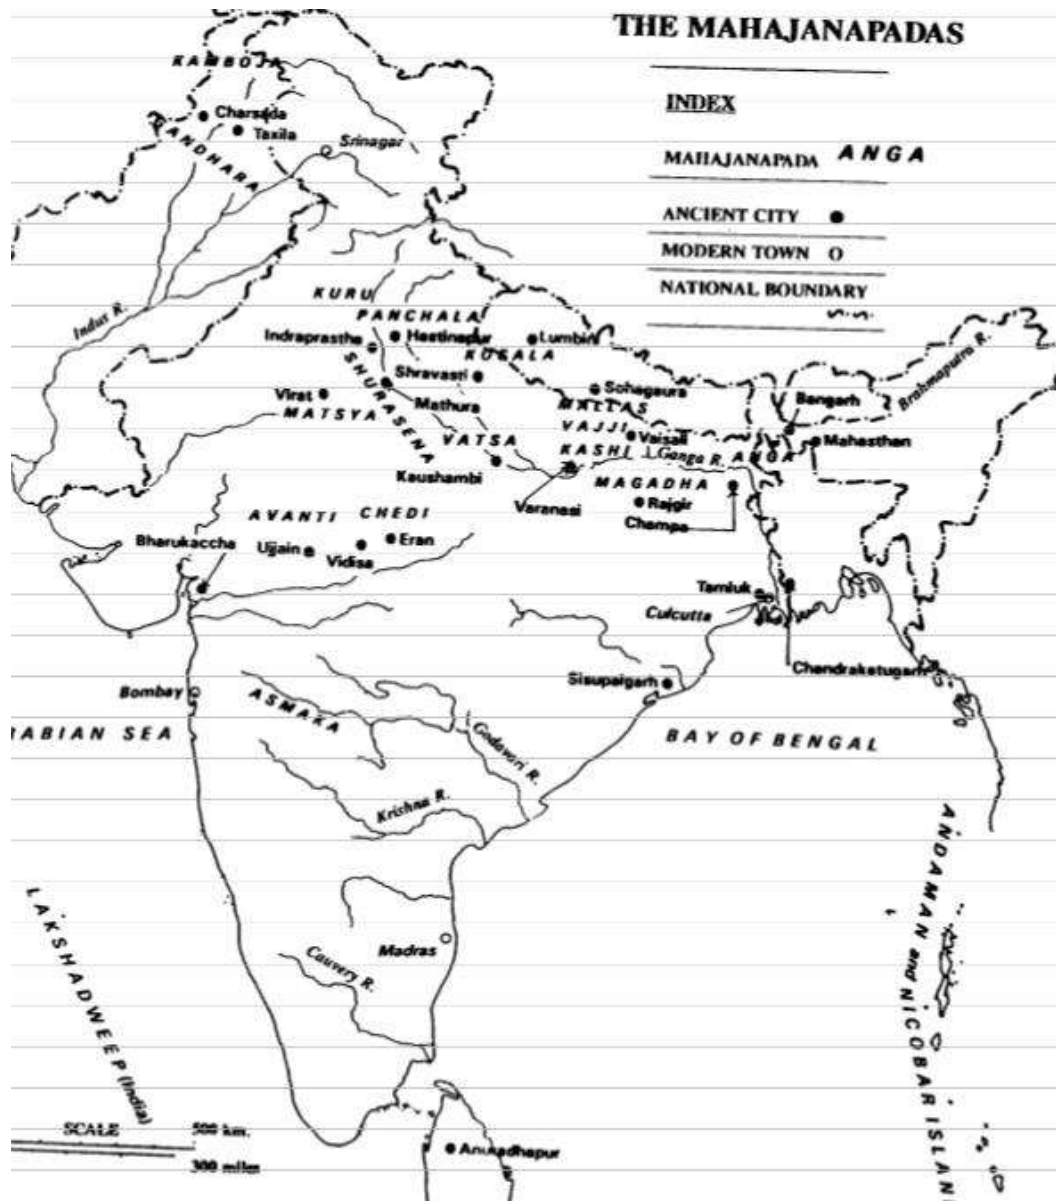 THE MAHAJANAPADAS
INDEX
MAHAJANAPADA ANGA
ANCIENT CITY
MODERN TOWN
NATIONAL BOUNDARY
KAMBOJA
Charsada
Taxila
GANDHARA
Srinagar
Indus R.
KURU
PANCHALA
Indraprastha
Hastinapur
Lumbini
KOSALA
SHURASENA
Shravasti
Virat
Mathura
MATSYA
Sohagaura
MALLAS
VAJJI
Vaisali
VATSA
KASHI
Ganga R.
ANGA
Bangarh
Brahmaputra R.
Mahasthan
Kaushambi
MAGADHA
Varanasi
Rajgir
Champa
AVANTI
CHEDI
Bharukaccha
Ujjain
Vidisa
Eran
Tamluk
Culcutta
Chandraketugarh
Sisupalgarh
Bombay
ASMAKA
RABIAN SEA
Godavari R.
BAY OF BENGAL
Krishna R.
LAKSHADWEEP (India)
Madras
Cauvery R.
ANDAMAN and NICOBAR ISLAN
SCALE
500 km.
300 miles
Anuradhapur